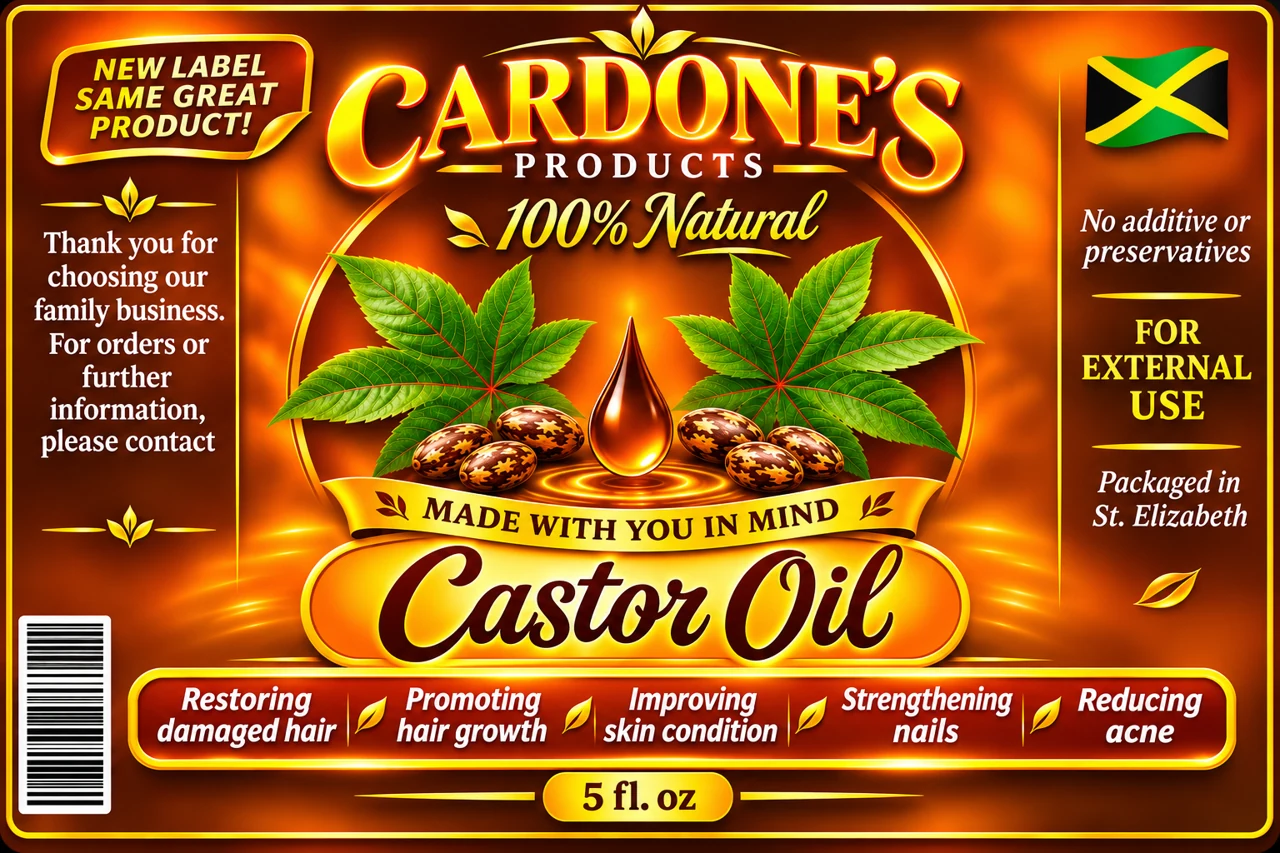 NEW LABEL
SAME GREAT
PRODUCT!
CARDONE'S
PRODUCTS
100% Natural
Thank you for
choosing our
family business.
For orders or
further
information,
please contact
No additive or
preservatives
FOR
EXTERNAL
USE
Packaged in
St. Elizabeth
MADE WITH YOU IN MIND
Castor Oil
Restoring
damaged hair
Promoting
hair growth
Improving
skin condition
Strengthening
nails
Reducing
acne
5 fl. oz